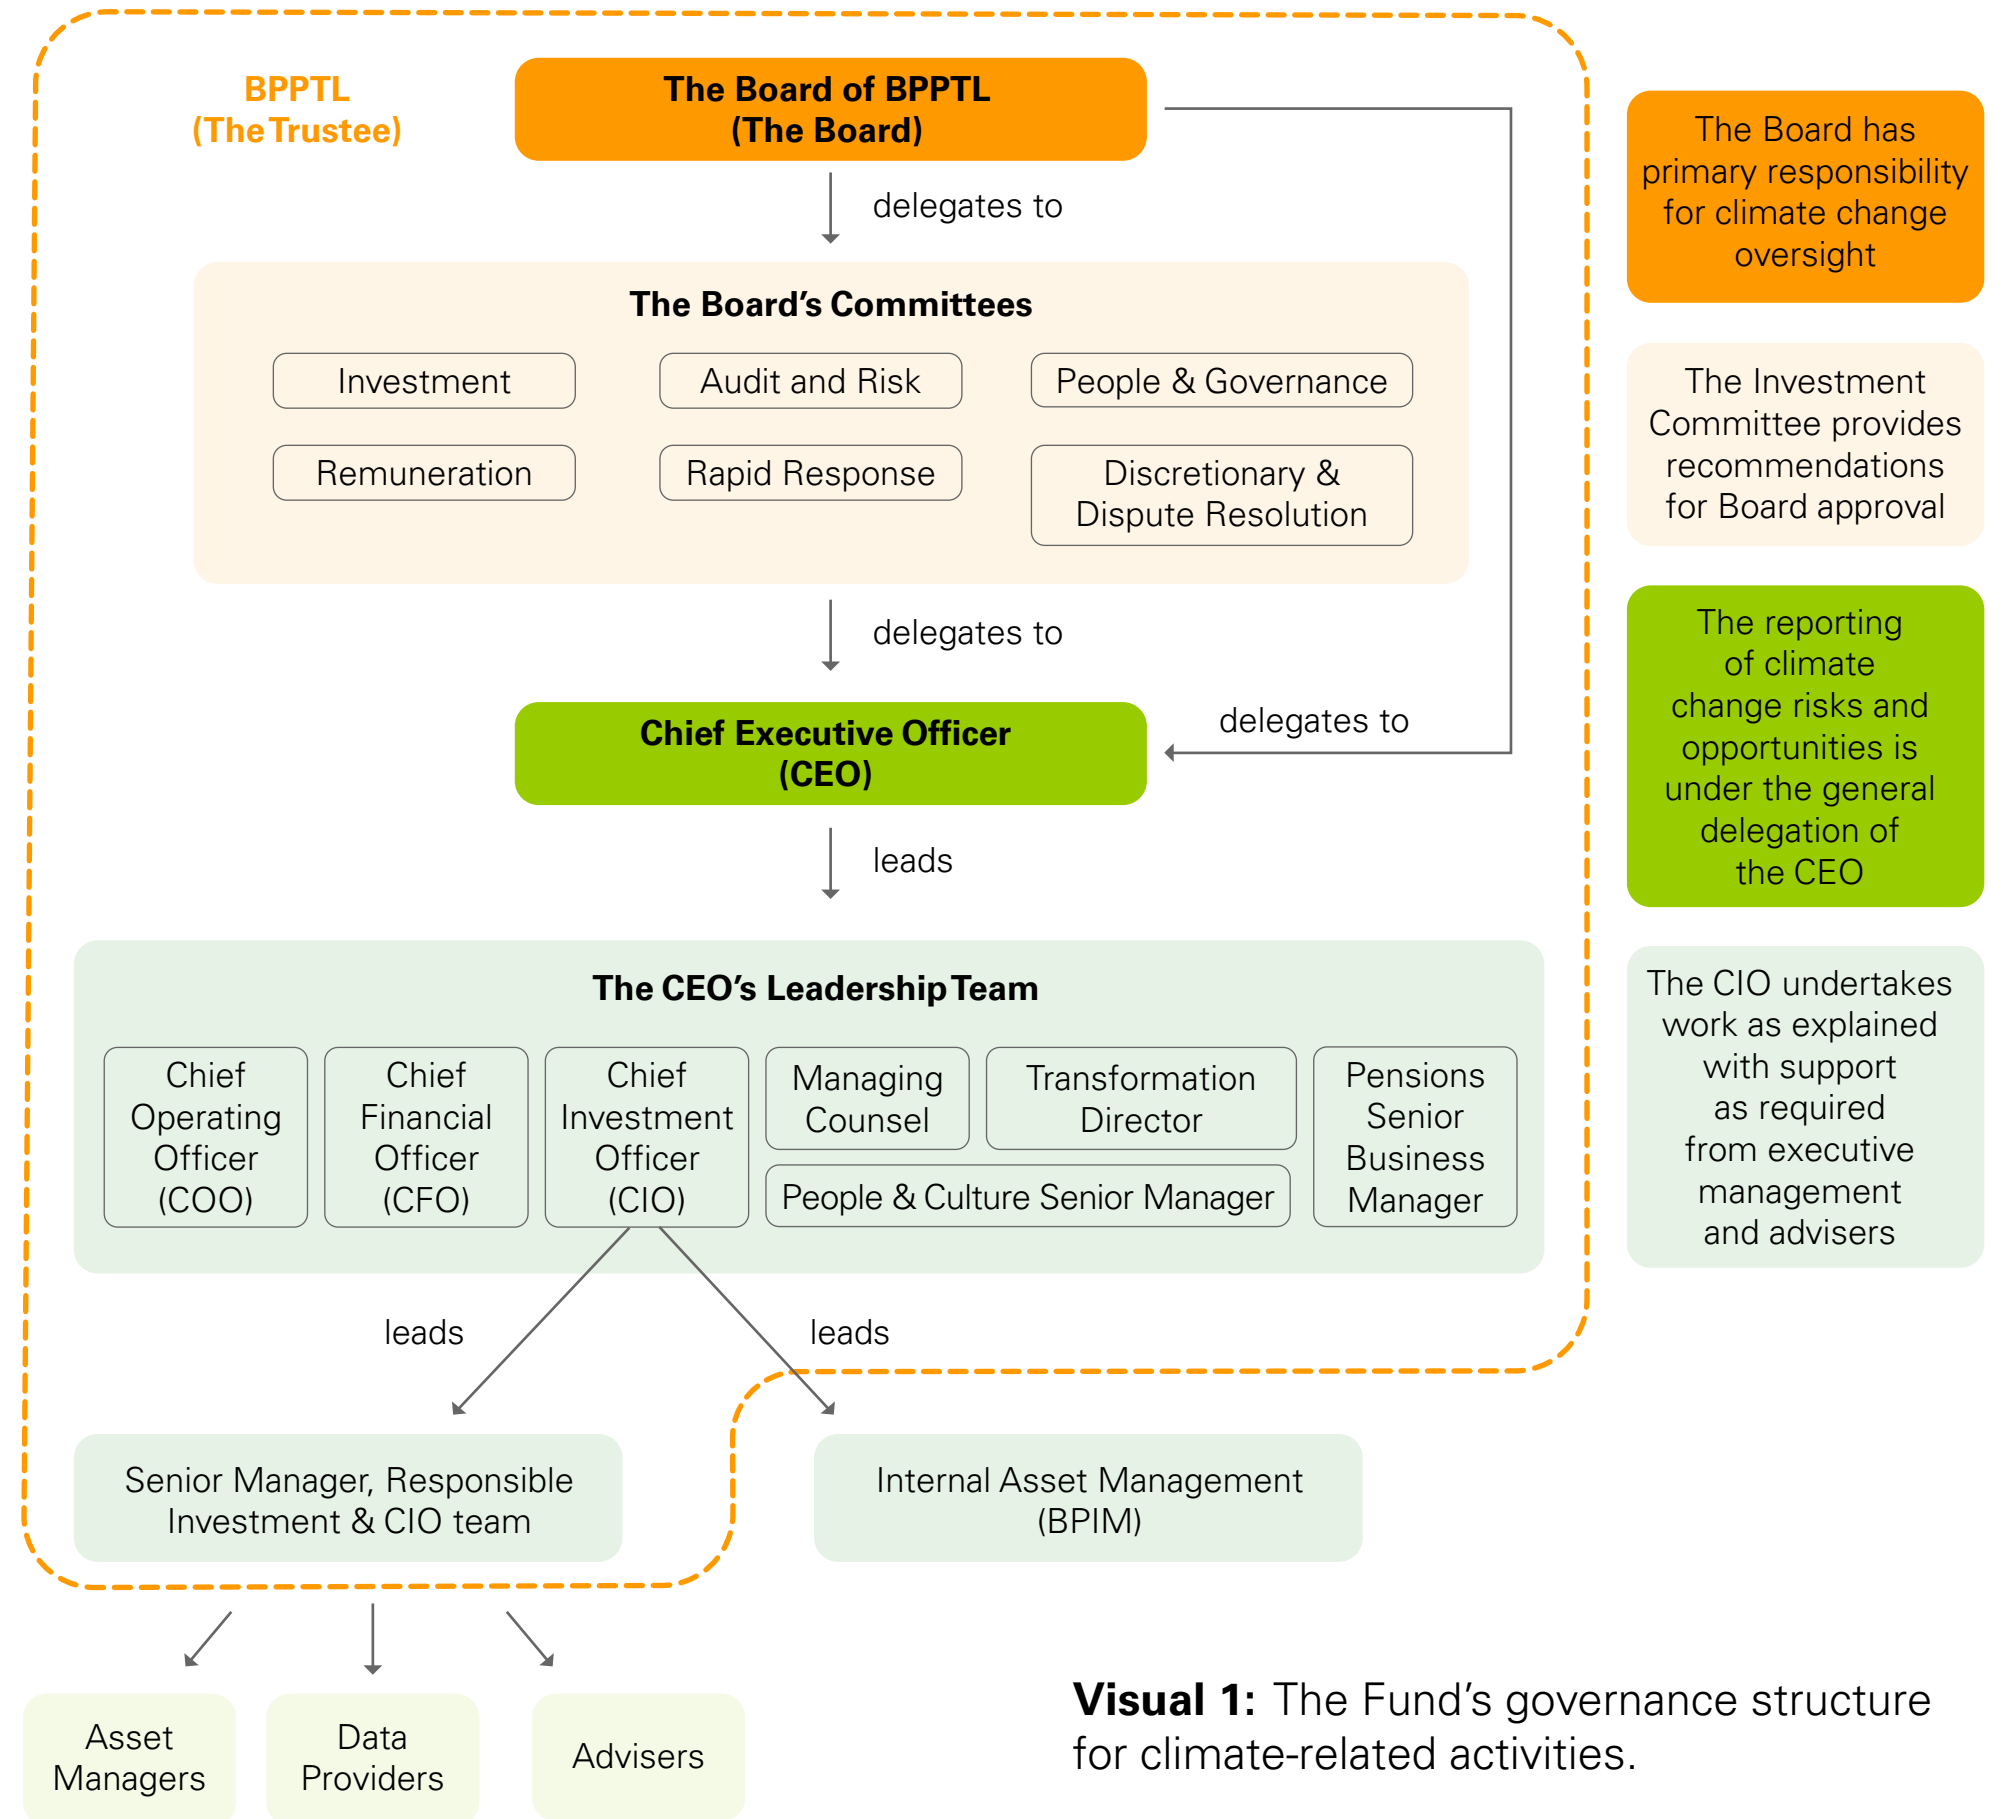 BPPTL
(The Trustee)
The Board of BPPTL
(The Board)
delegates to
The Board’s Committees
Investment
Audit and Risk
People & Governance
Remuneration
Rapid Response
Discretionary &
Dispute Resolution
delegates to
Chief Executive Officer
(CEO)
delegates to
leads
The CEO’s Leadership Team
Chief
Operating
Officer
(COO)
Chief
Financial
Officer
(CFO)
Chief
Investment
Officer
(CIO)
Managing
Counsel
Transformation
Director
People & Culture Senior Manager
Pensions
Senior
Business
Manager
leads
leads
Senior Manager, Responsible
Investment & CIO team
Internal Asset Management
(BPIM)
Asset
Managers
Data
Providers
Advisers
The Board has
primary responsibility
for climate change
oversight
The Investment
Committee provides
recommendations
for Board approval
The reporting
of climate
change risks and
opportunities is
under the general
delegation of
the CEO
The CIO undertakes
work as explained
with support
as required
from executive
management
and advisers
Visual 1: The Fund’s governance structure
for climate-related activities.